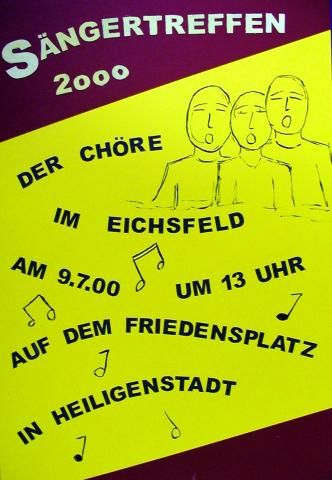 SÄNGERTREFFEN
2000
DER CHÖRE
IM EICHSFELD
AM 9.7.00 UM 13 UHR
AUF DEM FRIEDENSPLATZ
IN HEILIGENSTADT